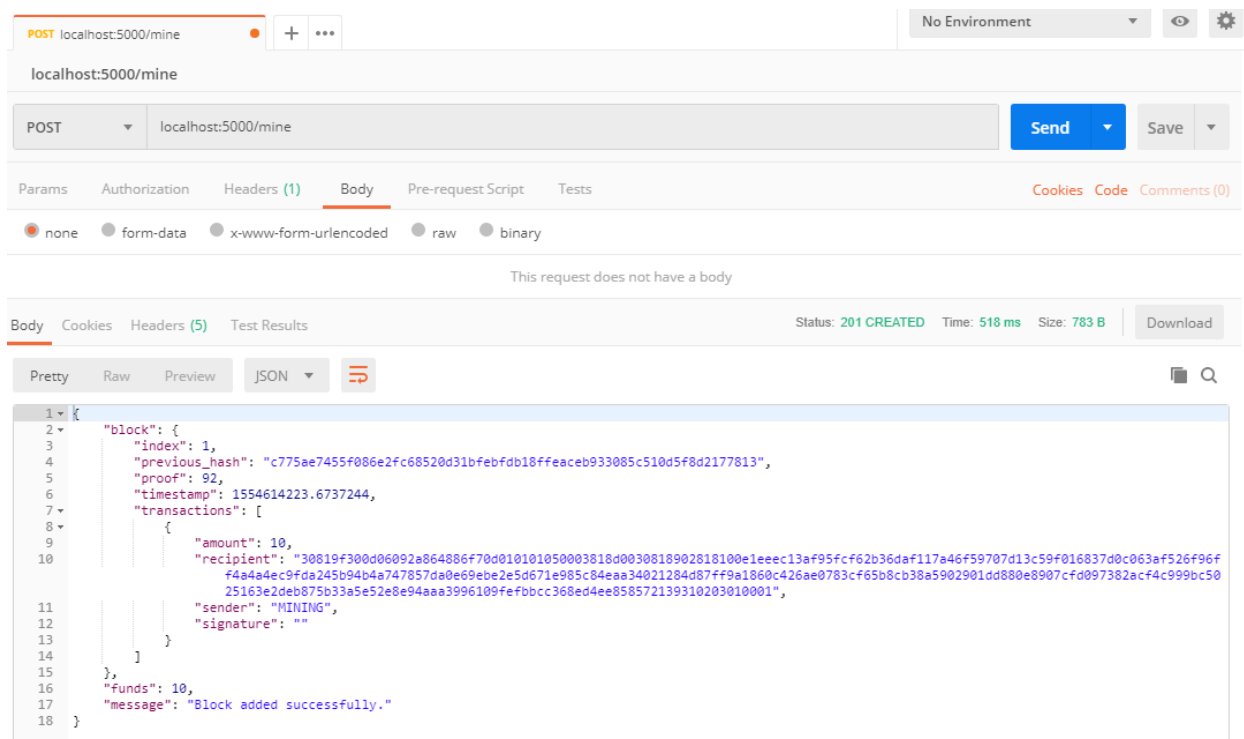 POST localhost:5000/mine
No Environment
localhost:5000/mine
POST localhost:5000/mine Send Save
Params Authorization Headers (1) Body Pre-request Script Tests Cookies Code Comments (0)
none form-data x-www-form-urlencoded raw binary
This request does not have a body
Body Cookies Headers (5) Test Results Status: 201 CREATED Time: 518 ms Size: 783 B Download
Pretty Raw Preview JSON
1 {
2 "block": {
3 "index": 1,
4 "previous_hash": "c775ae7455f086e2fc68520d31bfebfdb18ffeaceb933085c510d5f8d2177813",
5 "proof": 92,
6 "timestamp": 1554614223.6737244,
7 "transactions": [
8 {
9 "amount": 10,
10 "recipient": "30819f300d06092a864886f70d010101050003818d0030818902818100e1eeec13af95fcf62b36daf117a46f59707d13c59f016837d0c063af526f96f
f4a4a4ec9fda245b94b4a747857da0e69ebe2e5d671e985c84eaa34021284d87ff9a1860c426ae0783cf65b8cb38a5902901dd880e8907cfd097382acf4c999bc50
25163e2deb875b33a5e52e8e94aaa3996109fefbbcc368ed4ee858572139310203010001",
11 "sender": "MINING",
12 "signature": ""
13 }
14 ]
15 },
16 "funds": 10,
17 "message": "Block added successfully."
18 }